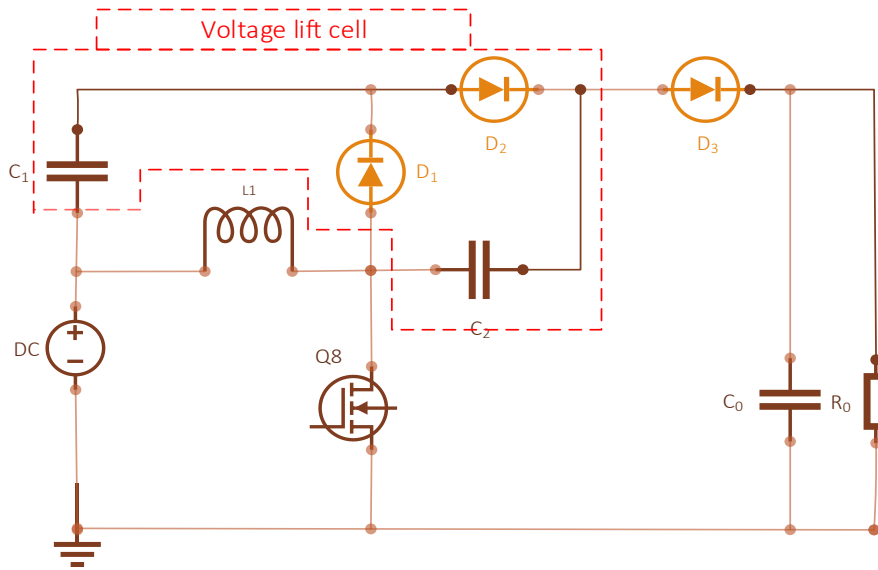 Voltage lift cell
D2
D3
C1
D1
L1
C2
DC
+
−
Q8
C0
R0